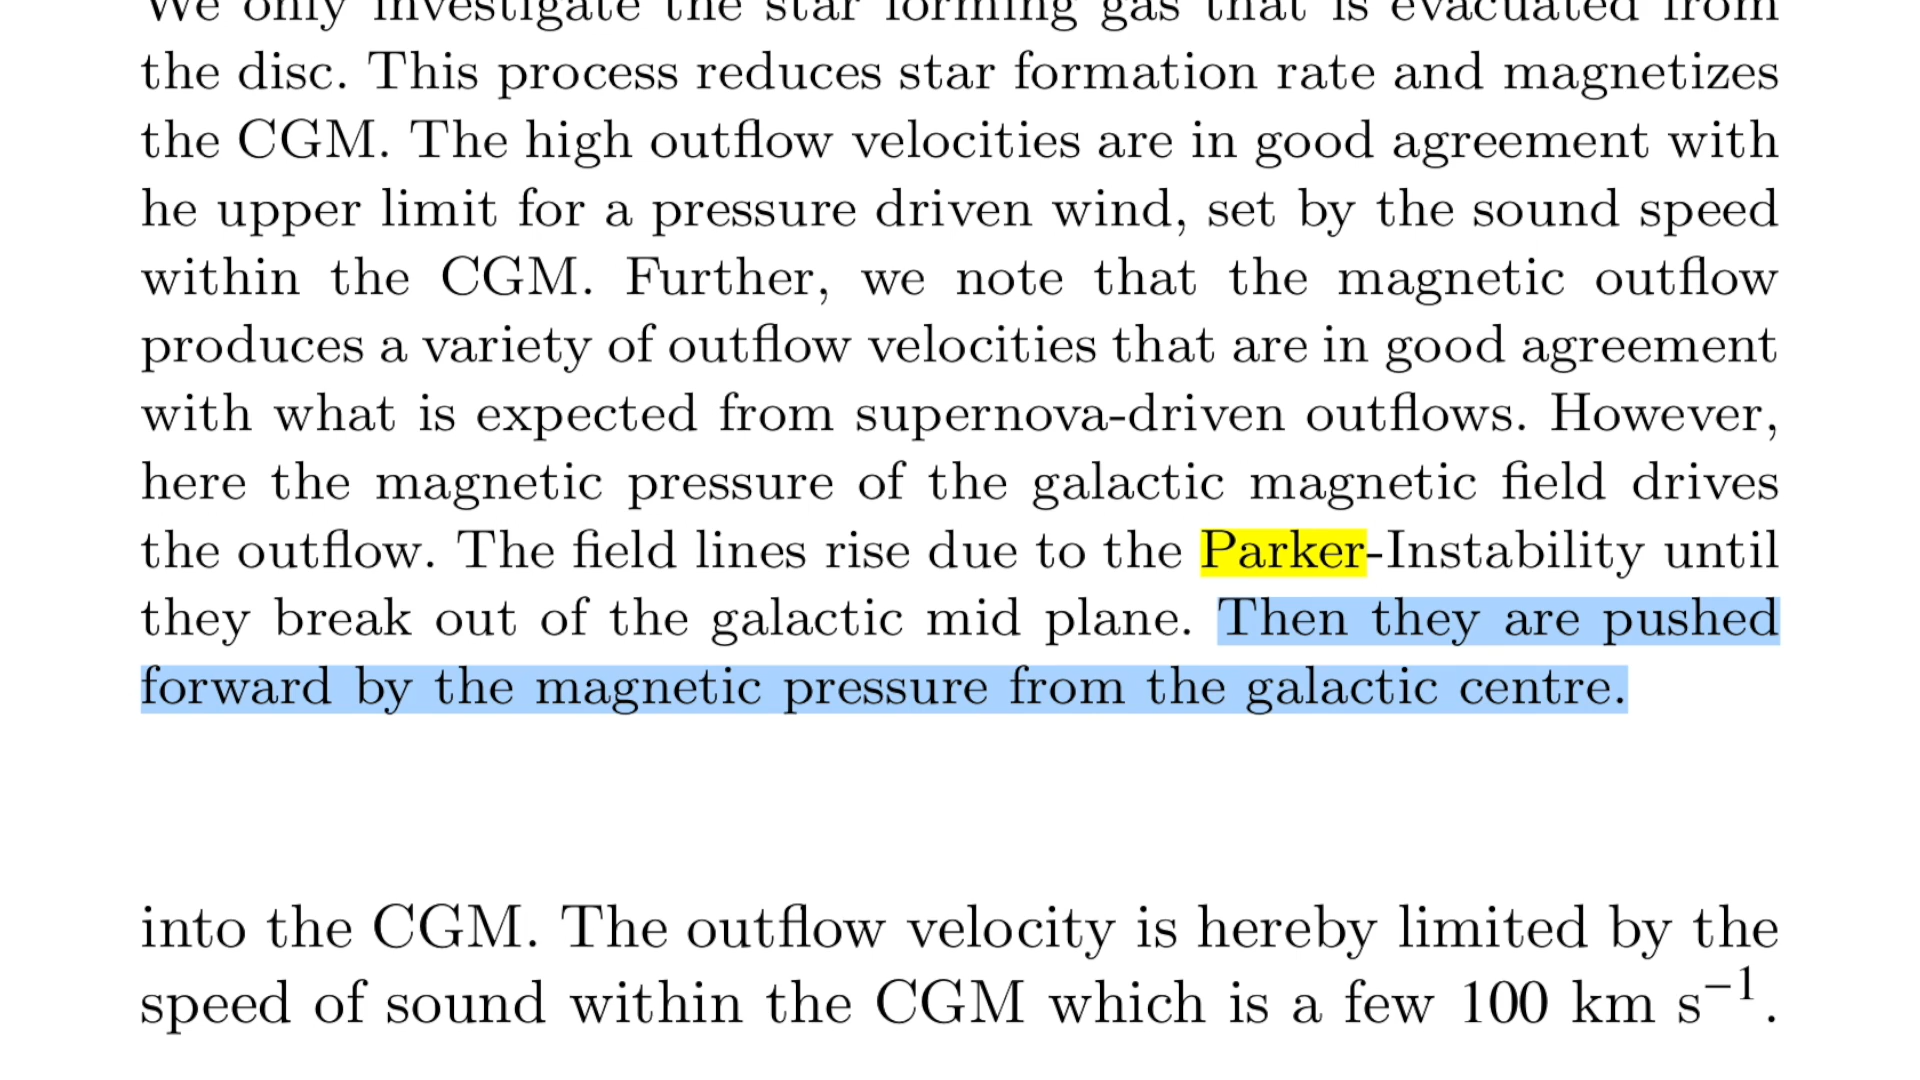 We only investigate the star forming gas that is evacuated from
the disc. This process reduces star formation rate and magnetizes
the CGM. The high outflow velocities are in good agreement with
he upper limit for a pressure driven wind, set by the sound speed
within the CGM. Further, we note that the magnetic outflow
produces a variety of outflow velocities that are in good agreement
with what is expected from supernova-driven outflows. However,
here the magnetic pressure of the galactic magnetic field drives
the outflow. The field lines rise due to the Parker-Instability until
they break out of the galactic mid plane. Then they are pushed
forward by the magnetic pressure from the galactic centre.
into the CGM. The outflow velocity is hereby limited by the
speed of sound within the CGM which is a few 100 km s⁻¹.